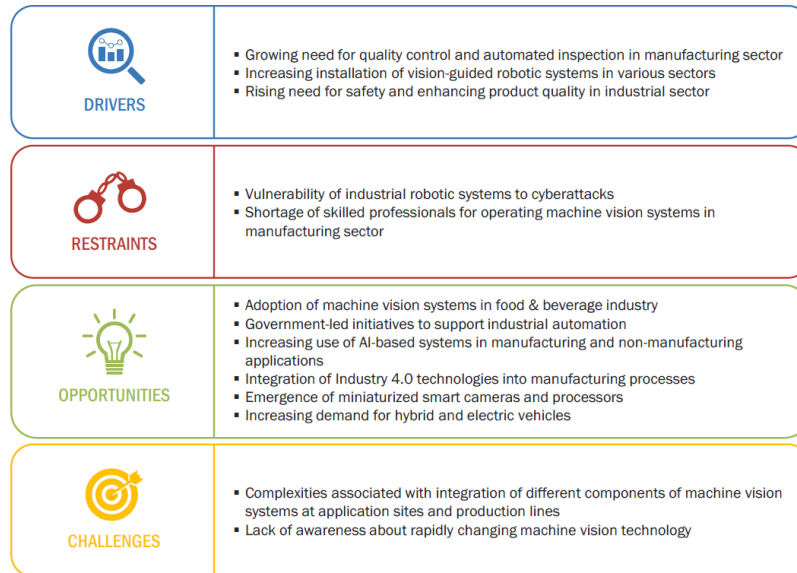 DRIVERS
▪ Growing need for quality control and automated inspection in manufacturing sector
▪ Increasing installation of vision-guided robotic systems in various sectors
▪ Rising need for safety and enhancing product quality in industrial sector
RESTRAINTS
▪ Vulnerability of industrial robotic systems to cyberattacks
▪ Shortage of skilled professionals for operating machine vision systems in
manufacturing sector
OPPORTUNITIES
▪ Adoption of machine vision systems in food & beverage industry
▪ Government-led initiatives to support industrial automation
▪ Increasing use of AI-based systems in manufacturing and non-manufacturing
applications
▪ Integration of Industry 4.0 technologies into manufacturing processes
▪ Emergence of miniaturized smart cameras and processors
▪ Increasing demand for hybrid and electric vehicles
CHALLENGES
▪ Complexities associated with integration of different components of machine vision
systems at application sites and production lines
▪ Lack of awareness about rapidly changing machine vision technology